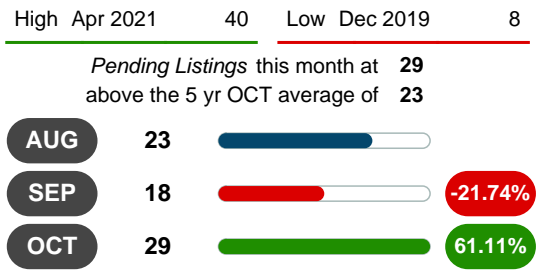 High Apr 2021 40 Low Dec 2019 8
Pending Listings this month at 29
above the 5 yr OCT average of 23
AUG 23
SEP 18 -21.74%
OCT 29 61.11%